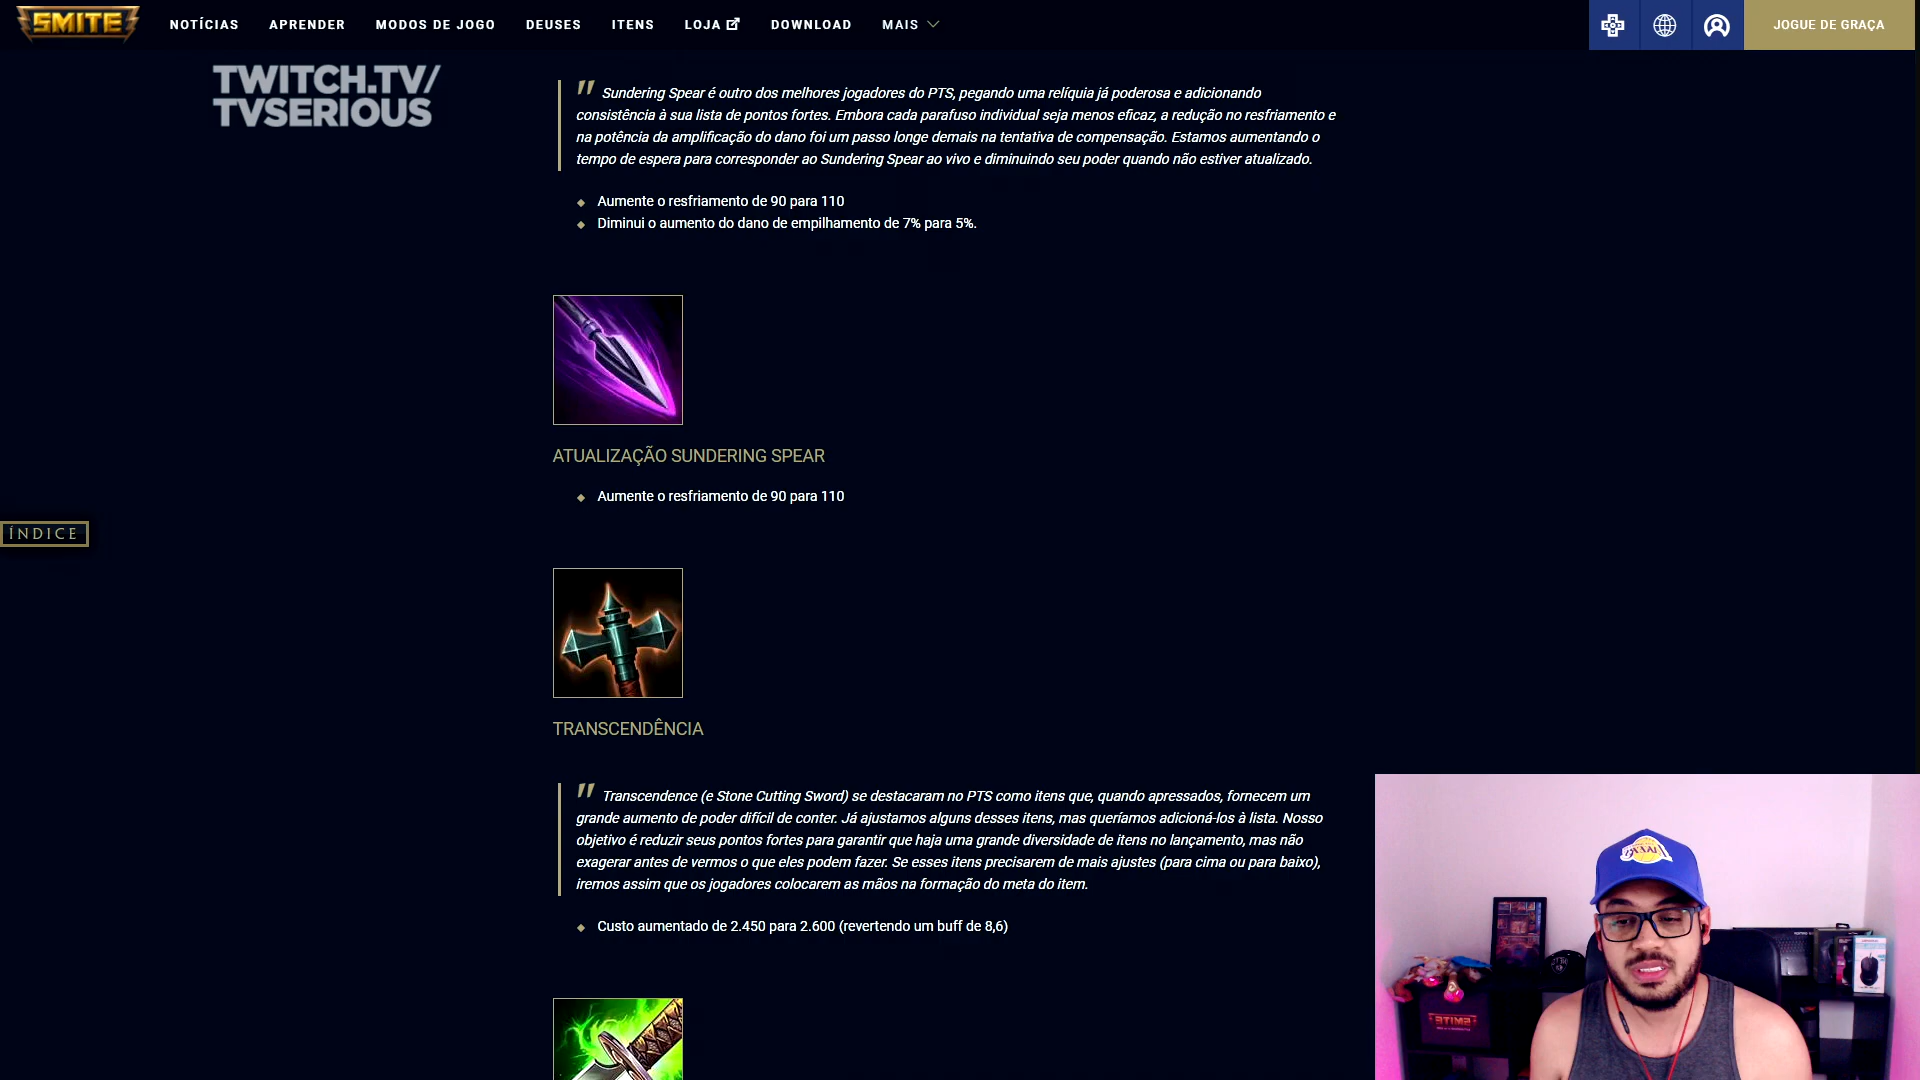 SMITE
NOTÍCIAS
APRENDER
MODOS DE JOGO
DEUSES
ITENS
LOJA
DOWNLOAD
MAIS
JOGUE DE GRAÇA
TWITCH.TV/
TVSERIOUS
" Sundering Spear é outro dos melhores jogadores do PTS, pegando uma relíquia já poderosa e adicionando
consistência à sua lista de pontos fortes. Embora cada parafuso individual seja menos eficaz, a redução no resfriamento e
na potência da amplificação do dano foi um passo longe demais na tentativa de compensação. Estamos aumentando o
tempo de espera para corresponder ao Sundering Spear ao vivo e diminuindo seu poder quando não estiver atualizado.
Aumente o resfriamento de 90 para 110
Diminui o aumento do dano de empilhamento de 7% para 5%.
ATUALIZAÇÃO SUNDERING SPEAR
Aumente o resfriamento de 90 para 110
ÍNDICE
TRANSCENDÊNCIA
" Transcendence (e Stone Cutting Sword) se destacaram no PTS como itens que, quando apressados, fornecem um
grande aumento de poder difícil de conter. Já ajustamos alguns desses itens, mas queríamos adicioná-los à lista. Nosso
objetivo é reduzir seus pontos fortes para garantir que haja uma grande diversidade de itens no lançamento, mas não
exagerar antes de vermos o que eles podem fazer. Se esses itens precisarem de mais ajustes (para cima ou para baixo),
iremos assim que os jogadores colocarem as mãos na formação do meta do item.
Custo aumentado de 2.450 para 2.600 (revertendo um buff de 8,6)